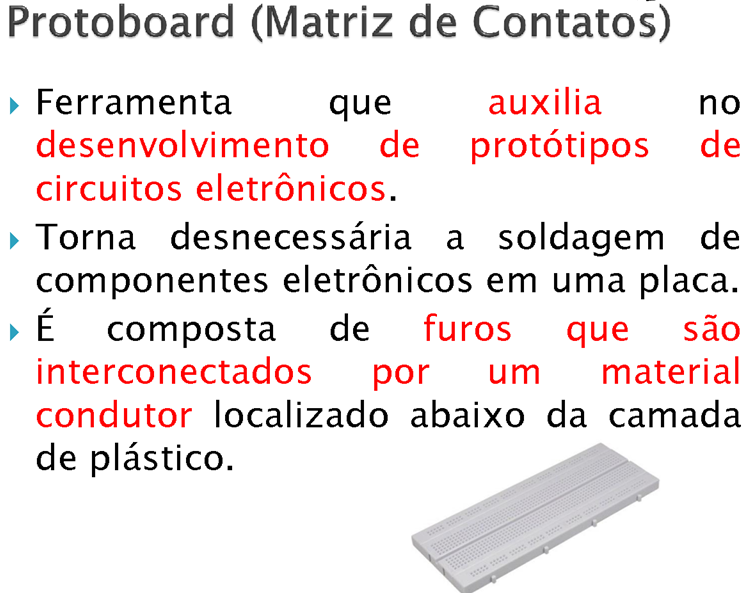 Protoboard (Matriz de Contatos)
Ferramenta que auxilia no
desenvolvimento de protótipos de
circuitos eletrônicos.
Torna desnecessária a soldagem de
componentes eletrônicos em uma placa.
É composta de furos que são
interconectados por um material
condutor localizado abaixo da camada
de plástico.